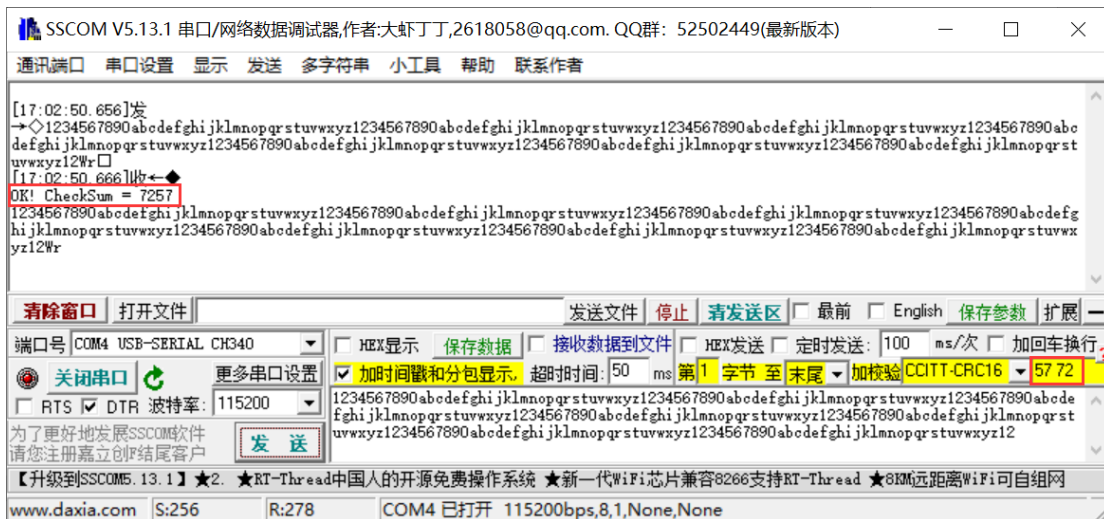 SSCOM V5.13.1 串口/网络数据调试器,作者:大虾丁丁,2618058@qq.com. QQ群: 52502449(最新版本)
通讯端口 串口设置 显示 发送 多字符串 小工具 帮助 联系作者
[17:02:50.656]发
→◇1234567890abcdefghijklmnopqrstuvwxyz1234567890abcdefghijklmnopqrstuvwxyz1234567890abcdefghijklmnopqrstuvwxyz1234567890abc
defghijklmnopqrstuvwxyz1234567890abcdefghijklmnopqrstuvwxyz1234567890abcdefghijklmnopqrstuvwxyz1234567890abcdefghijklmnopqrst
uvwxyz12Wr□
[17:02:50.666]收←◆
OK! CheckSum = 7257
1234567890abcdefghijklmnopqrstuvwxyz1234567890abcdefghijklmnopqrstuvwxyz1234567890abcdefghijklmnopqrstuvwxyz1234567890abcdefg
hijklmnopqrstuvwxyz1234567890abcdefghijklmnopqrstuvwxyz1234567890abcdefghijklmnopqrstuvwxyz1234567890abcdefghijklmnopqrstuvwx
yz12Wr
清除窗口 打开文件 发送文件 停止 清发送区 最前 English 保存参数 扩展 —
端口号 COM4 USB-SERIAL CH340 HEX显示 保存数据 接收数据到文件 HEX发送 定时发送: 100 ms/次 加回车换行
关闭串口 更多串口设置 加时间戳和分包显示, 超时时间: 50 ms 第1 字节 至 末尾 加校验 CCITT-CRC16 57 72
RTS DTR 波特率: 115200
1234567890abcdefghijklmnopqrstuvwxyz1234567890abcdefghijklmnopqrstuvwxyz1234567890abcdefghijklmnopqrstuvwxyz1234567890abcde
fghijklmnopqrstuvwxyz1234567890abcdefghijklmnopqrstuvwxyz1234567890abcdefghijklmnopqrstuvwxyz1234567890abcdefghijklmnopqrst
uvwxyz1234567890abcdefghijklmnopqrstuvwxyz1234567890abcdefghijklmnopqrstuvwxyz12
为了更好地发展SSCOM软件
请您注册嘉立创F结尾客户
发 送
【升级到SSCOM5.13.1】★2. ★RT-Thread中国人的开源免费操作系统 ★新一代WiFi芯片兼容8266支持RT-Thread ★8KM远距离WiFi可自组网
www.daxia.com S:256 R:278 COM4 已打开 115200bps,8,1,None,None